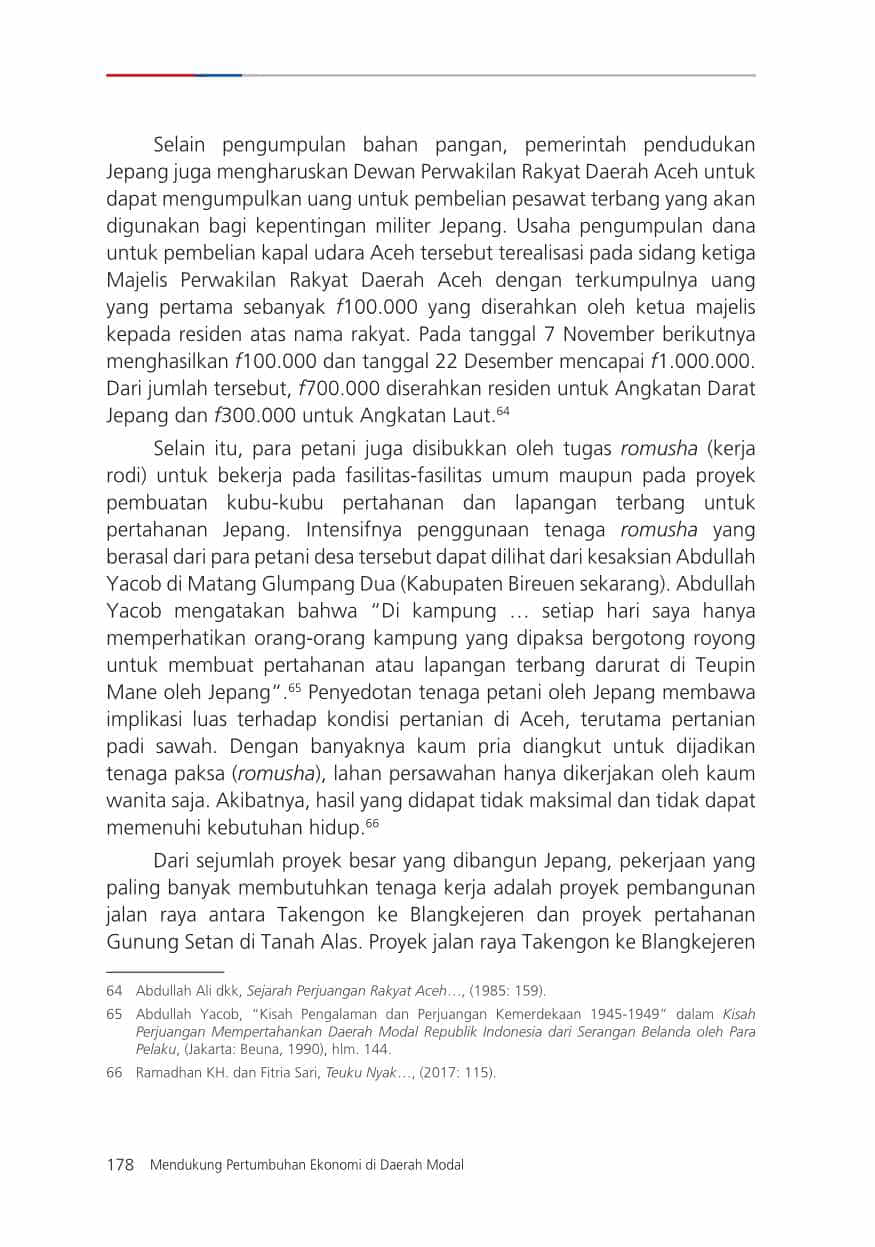 Selain pengumpulan bahan pangan, pemerintah pendudukan
Jepang juga mengharuskan Dewan Perwakilan Rakyat Daerah Aceh untuk
dapat mengumpulkan uang untuk pembelian pesawat terbang yang akan
digunakan bagi kepentingan militer Jepang. Usaha pengumpulan dana
untuk pembelian kapal udara Aceh tersebut terealisasi pada sidang ketiga
Majelis Perwakilan Rakyat Daerah Aceh dengan terkumpulnya uang
yang pertama sebanyak f100.000 yang diserahkan oleh ketua majelis
kepada residen atas nama rakyat. Pada tanggal 7 November berikutnya
menghasilkan f100.000 dan tanggal 22 Desember mencapai f1.000.000.
Dari jumlah tersebut, f700.000 diserahkan residen untuk Angkatan Darat
Jepang dan f300.000 untuk Angkatan Laut.64
Selain itu, para petani juga disibukkan oleh tugas romusha (kerja
rodi) untuk bekerja pada fasilitas-fasilitas umum maupun pada proyek
pembuatan kubu-kubu pertahanan dan lapangan terbang untuk
pertahanan Jepang. Intensifnya penggunaan tenaga romusha yang
berasal dari para petani desa tersebut dapat dilihat dari kesaksian Abdullah
Yacob di Matang Glumpang Dua (Kabupaten Bireuen sekarang). Abdullah
Yacob mengatakan bahwa “Di kampung … setiap hari saya hanya
memperhatikan orang-orang kampung yang dipaksa bergotong royong
untuk membuat pertahanan atau lapangan terbang darurat di Teupin
Mane oleh Jepang”.65 Penyedotan tenaga petani oleh Jepang membawa
implikasi luas terhadap kondisi pertanian di Aceh, terutama pertanian
padi sawah. Dengan banyaknya kaum pria diangkut untuk dijadikan
tenaga paksa (romusha), lahan persawahan hanya dikerjakan oleh kaum
wanita saja. Akibatnya, hasil yang didapat tidak maksimal dan tidak dapat
memenuhi kebutuhan hidup.66
Dari sejumlah proyek besar yang dibangun Jepang, pekerjaan yang
paling banyak membutuhkan tenaga kerja adalah proyek pembangunan
jalan raya antara Takengon ke Blangkejeren dan proyek pertahanan
Gunung Setan di Tanah Alas. Proyek jalan raya Takengon ke Blangkejeren
64 Abdullah Ali dkk, Sejarah Perjuangan Rakyat Aceh…, (1985: 159).
65 Abdullah Yacob, “Kisah Pengalaman dan Perjuangan Kemerdekaan 1945-1949” dalam Kisah
Perjuangan Mempertahankan Daerah Modal Republik Indonesia dari Serangan Belanda oleh Para
Pelaku, (Jakarta: Beuna, 1990), hlm. 144.
66 Ramadhan KH. dan Fitria Sari, Teuku Nyak…, (2017: 115).
178 Mendukung Pertumbuhan Ekonomi di Daerah Modal